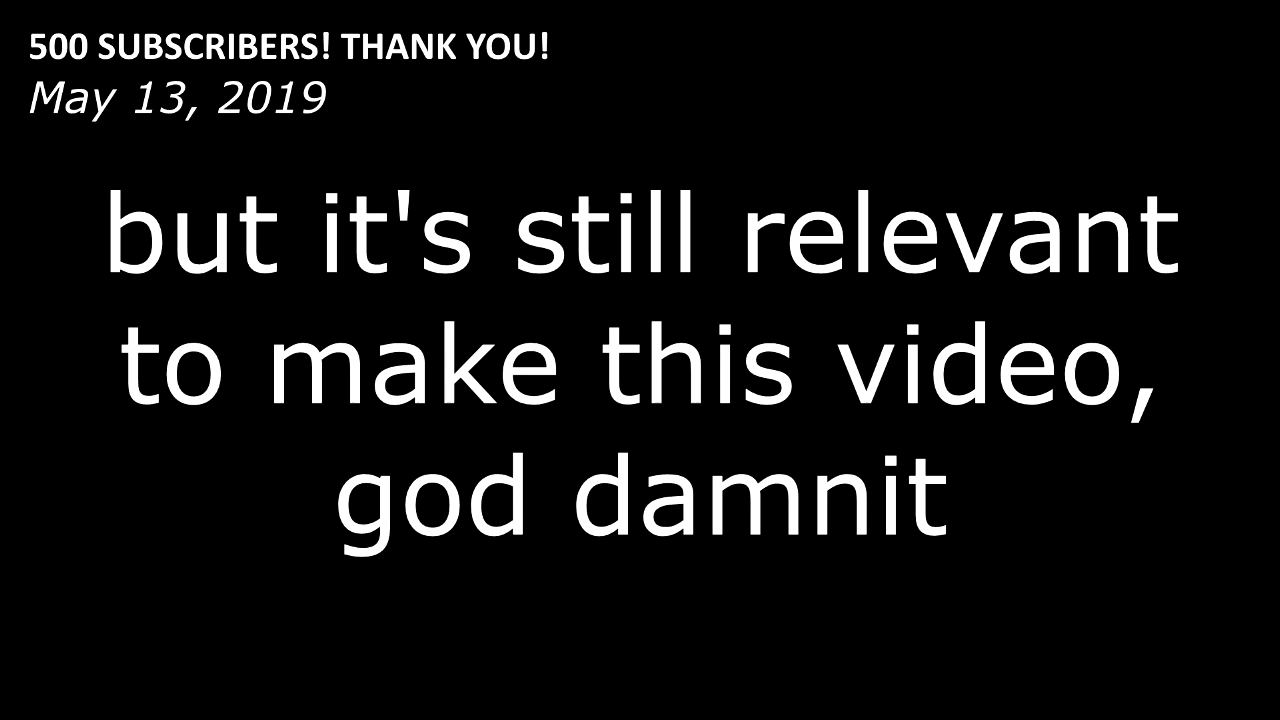 500 SUBSCRIBERS! THANK YOU!
May 13, 2019
but it's still relevant
to make this video,
god damnit